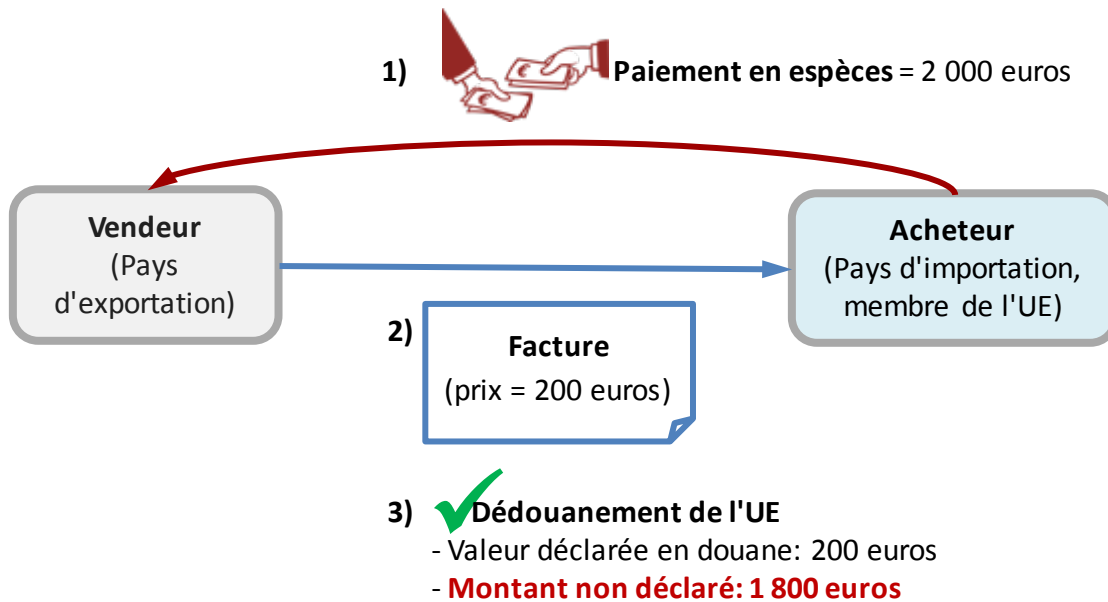 1) Paiement en espèces = 2 000 euros
Vendeur
(Pays
d'exportation)
Acheteur
(Pays d'importation,
membre de l'UE)
2)
Facture
(prix = 200 euros)
3) Dédouanement de l'UE
- Valeur déclarée en douane: 200 euros
- Montant non déclaré: 1 800 euros